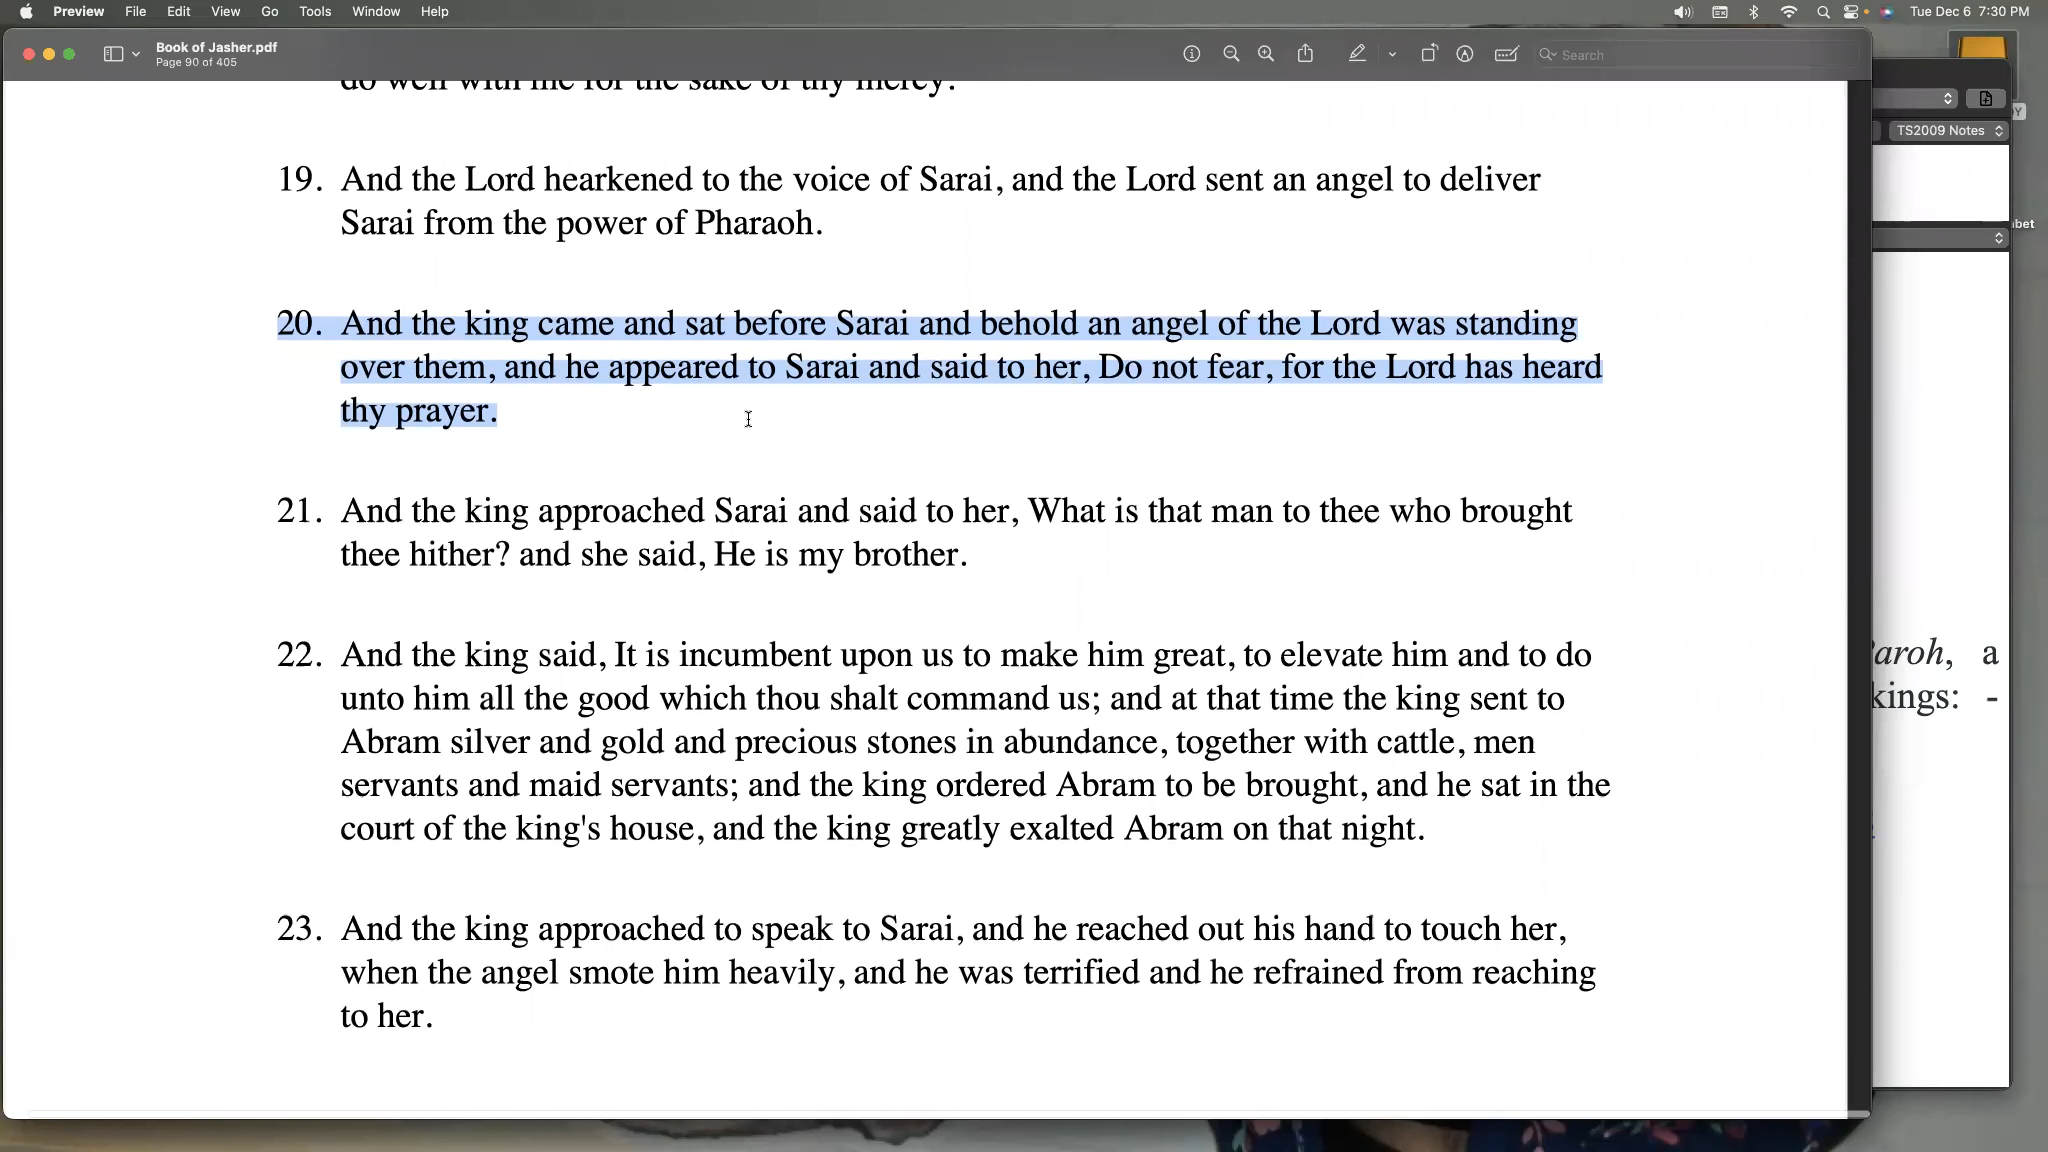 Preview File Edit View Go Tools Window Help
Tue Dec 6 7:30 PM
Book of Jasher.pdf
Page 90 of 405
Search
do well with me for the sake of thy mercy.
19. And the Lord hearkened to the voice of Sarai, and the Lord sent an angel to deliver
Sarai from the power of Pharaoh.
20. And the king came and sat before Sarai and behold an angel of the Lord was standing
over them, and he appeared to Sarai and said to her, Do not fear, for the Lord has heard
thy prayer.
21. And the king approached Sarai and said to her, What is that man to thee who brought
thee hither? and she said, He is my brother.
22. And the king said, It is incumbent upon us to make him great, to elevate him and to do
unto him all the good which thou shalt command us; and at that time the king sent to
Abram silver and gold and precious stones in abundance, together with cattle, men
servants and maid servants; and the king ordered Abram to be brought, and he sat in the
court of the king's house, and the king greatly exalted Abram on that night.
23. And the king approached to speak to Sarai, and he reached out his hand to touch her,
when the angel smote him heavily, and he was terrified and he refrained from reaching
to her.
TS2009 Notes
aroh, a
kings: -